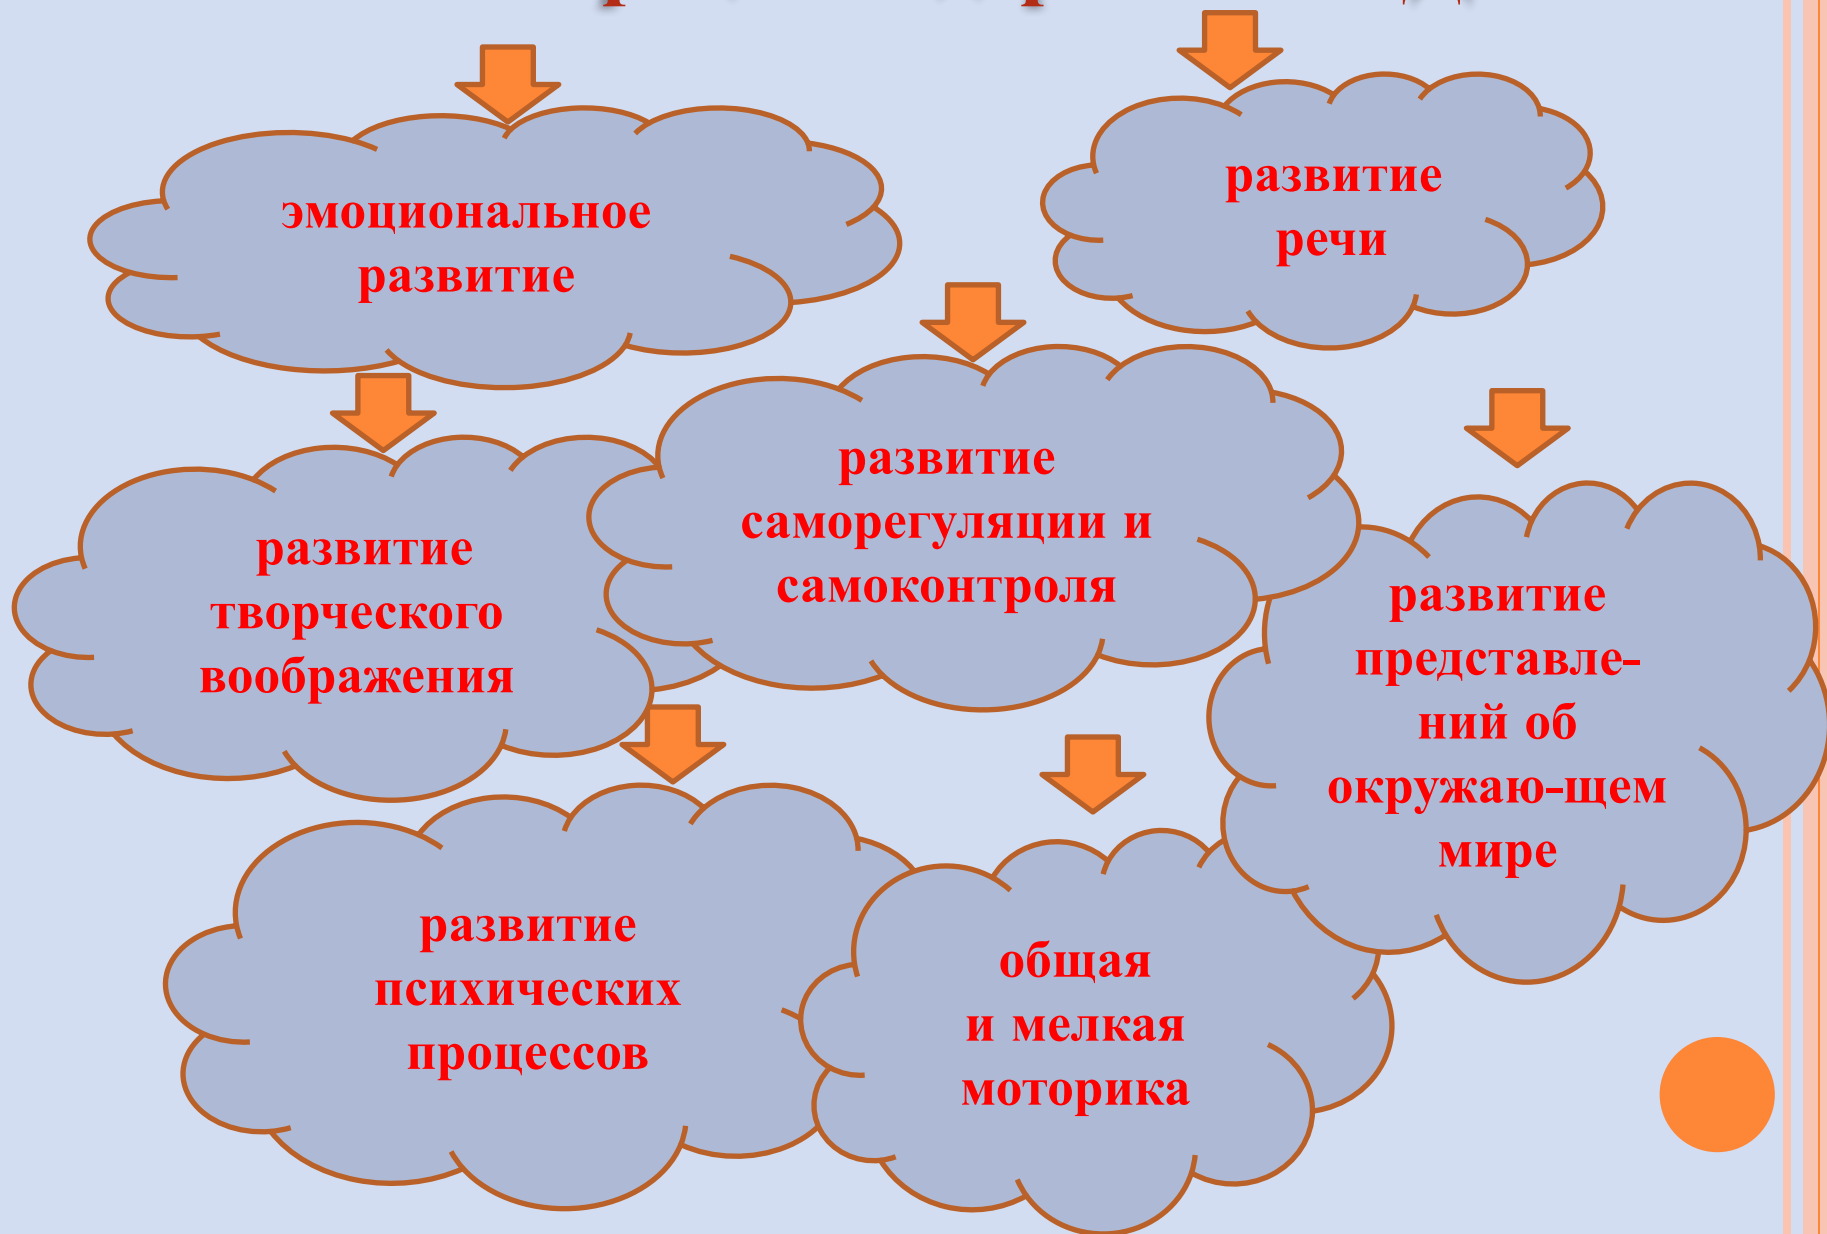 эмоциональное
развитие
развитие
речи
развитие
саморегуляции и
самоконтроля
развитие
творческого
воображения
развитие
представле-
ний об
окружаю-щем
мире
развитие
психических
процессов
общая
и мелкая
моторика